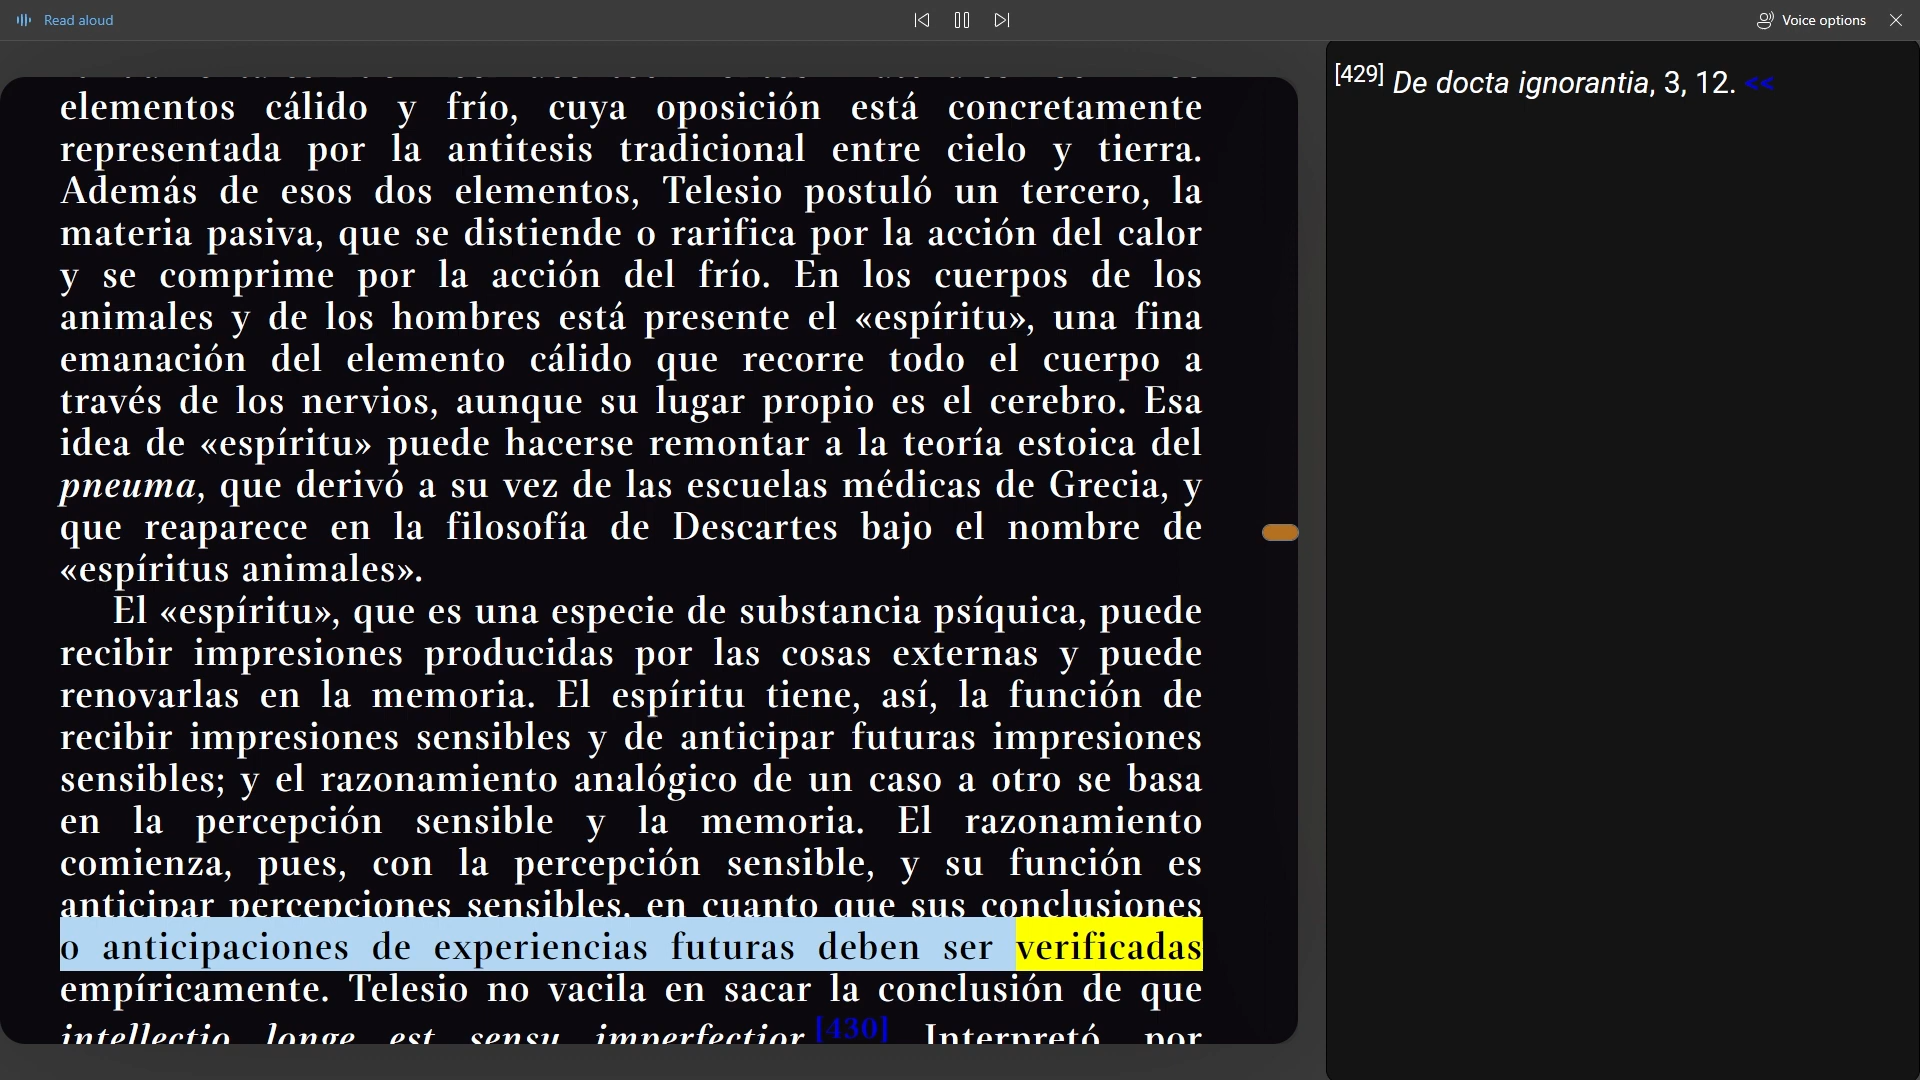 Read aloud
Voice options
elementos cálido y frío, cuya oposición está concretamente
representada por la antitesis tradicional entre cielo y tierra.
Además de esos dos elementos, Telesio postuló un tercero, la
materia pasiva, que se distiende o rarifica por la acción del calor
y se comprime por la acción del frío. En los cuerpos de los
animales y de los hombres está presente el «espíritu», una fina
emanación del elemento cálido que recorre todo el cuerpo a
través de los nervios, aunque su lugar propio es el cerebro. Esa
idea de «espíritu» puede hacerse remontar a la teoría estoica del
pneuma, que derivó a su vez de las escuelas médicas de Grecia, y
que reaparece en la filosofía de Descartes bajo el nombre de
«espíritus animales».
El «espíritu», que es una especie de substancia psíquica, puede
recibir impresiones producidas por las cosas externas y puede
renovarlas en la memoria. El espíritu tiene, así, la función de
recibir impresiones sensibles y de anticipar futuras impresiones
sensibles; y el razonamiento analógico de un caso a otro se basa
en la percepción sensible y la memoria. El razonamiento
comienza, pues, con la percepción sensible, y su función es
anticipar percepciones sensibles, en cuanto que sus conclusiones
o anticipaciones de experiencias futuras deben ser verificadas
empíricamente. Telesio no vacila en sacar la conclusión de que
intellectio longe est sensu imperfectior [430] Interpretó, por
[429] De docta ignorantia, 3, 12. <<